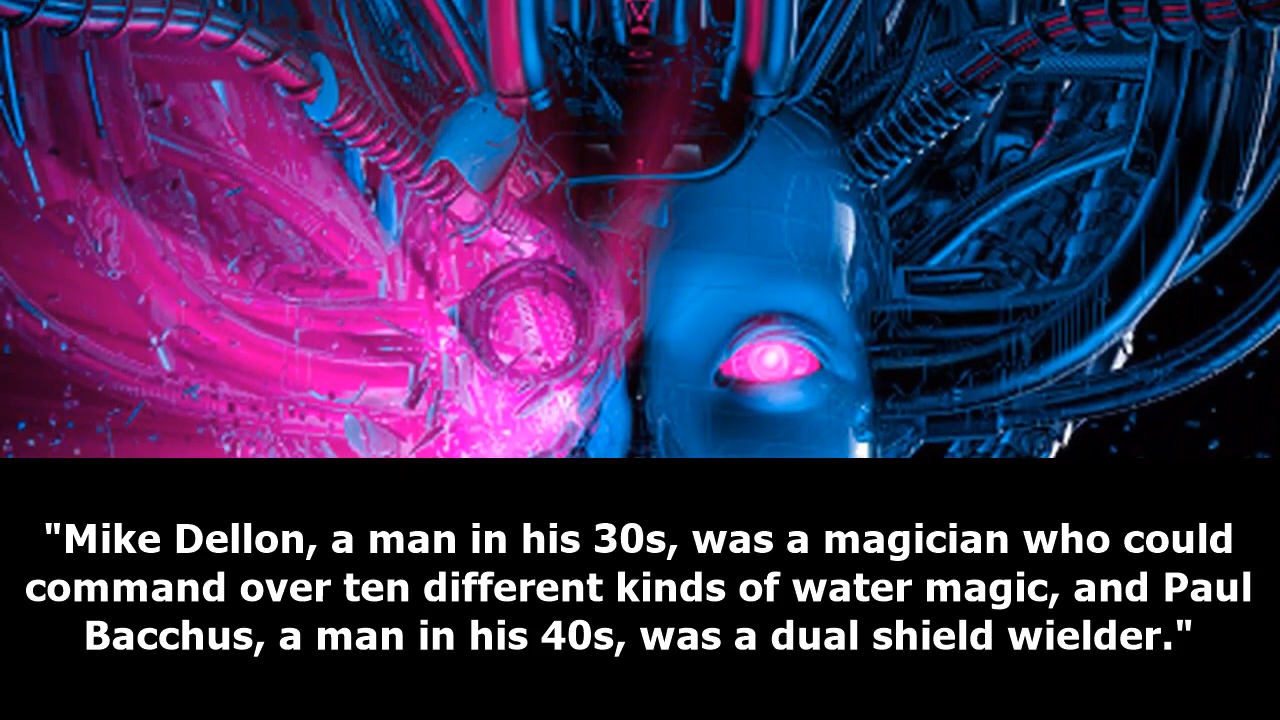 "Mike Dellon, a man in his 30s, was a magician who could
command over ten different kinds of water magic, and Paul
Bacchus, a man in his 40s, was a dual shield wielder."